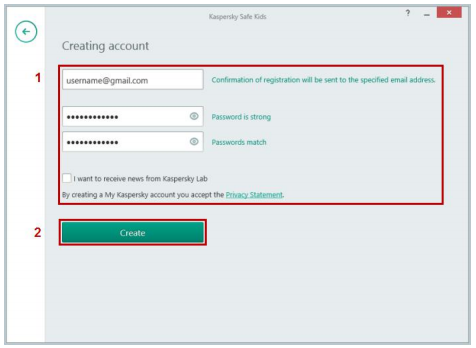 Kaspersky Safe Kids
?
Creating account
1
username@gmail.com
Confirmation of registration will be sent to the specified email address.
••••••••••••
Password is strong
••••••••••••
Passwords match
I want to receive news from Kaspersky Lab
By creating a My Kaspersky account you accept the Privacy Statement.
2
Create